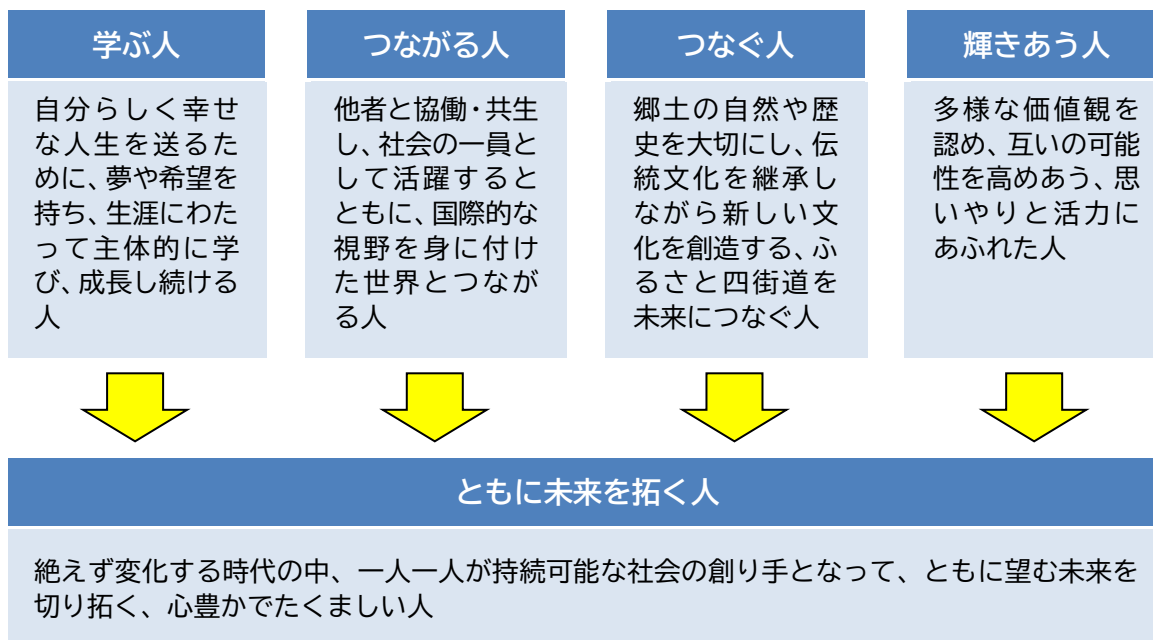 学ぶ人
自分らしく幸せ
な人生を送るた
めに、夢や希望を
持ち、生涯にわた
って主体的に学
び、成長し続ける
人
つながる人
他者と協働・共生
し、社会の一員と
して活躍すると
ともに、国際的な
視野を身に付け
た世界とつなが
る人
つなぐ人
郷土の自然や歴
史を大切にし、伝
統文化を継承し
ながら新しい文
化を創造する、ふ
るさと四街道を
未来につなぐ人
輝きあう人
多様な価値観を
認め、互いの可能
性を高めあう、思
いやりと活力に
あふれた人
ともに未来を拓く人
絶えず変化する時代の中、一人一人が持続可能な社会の創り手となって、ともに望む未来を
切り拓く、心豊かでたくましい人